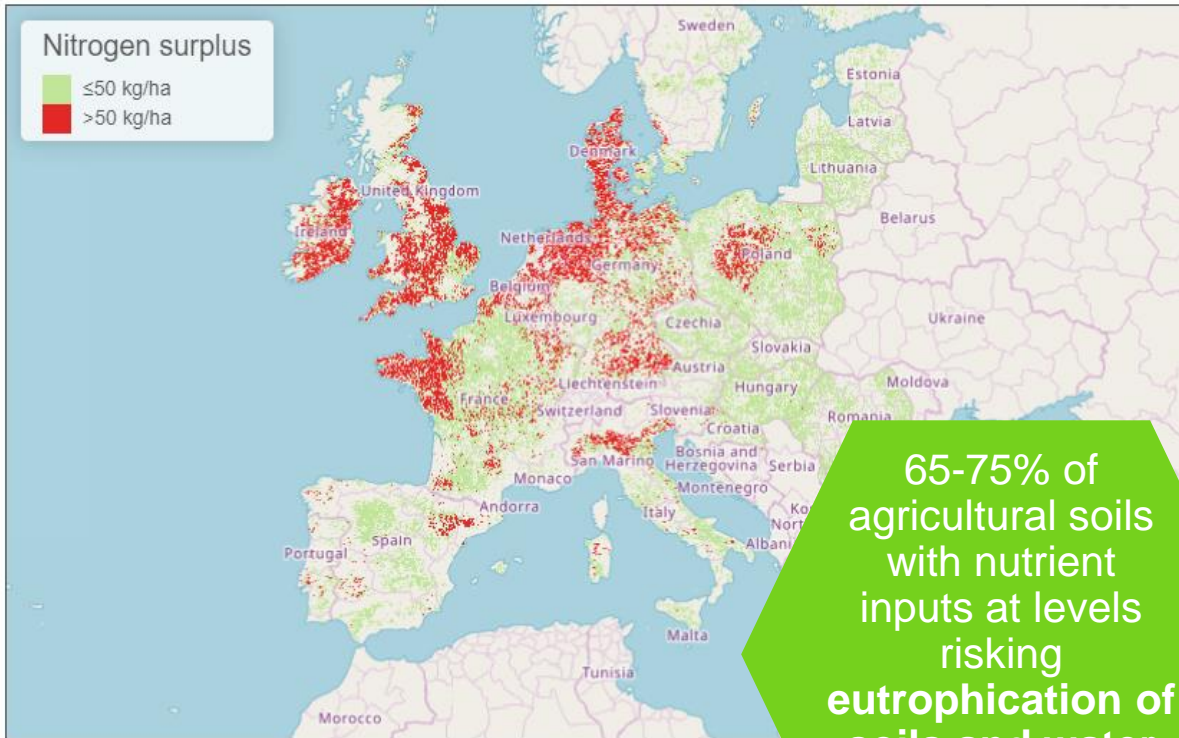 Nitrogen surplus
≤50 kg/ha
>50 kg/ha
Sweden
Estonia
Latvia
Denmark
Lithuania
United Kingdom
Belarus
Ireland
Netherlands
Poland
Germany
Belgium
Luxembourg
Czechia
Ukraine
Slovakia
Austria
Liechtenstein
Hungary
Moldova
France
Switzerland
Slovenia
Romania
Croatia
San Marino
Bosnia and
Herzegovina
Serbia
Monaco
Montenegro
Andorra
Italy
Spain
Portugal
Malta
Tunisia
Morocco
65-75% of
agricultural soils
with nutrient
inputs at levels
risking
eutrophication of
soils and water